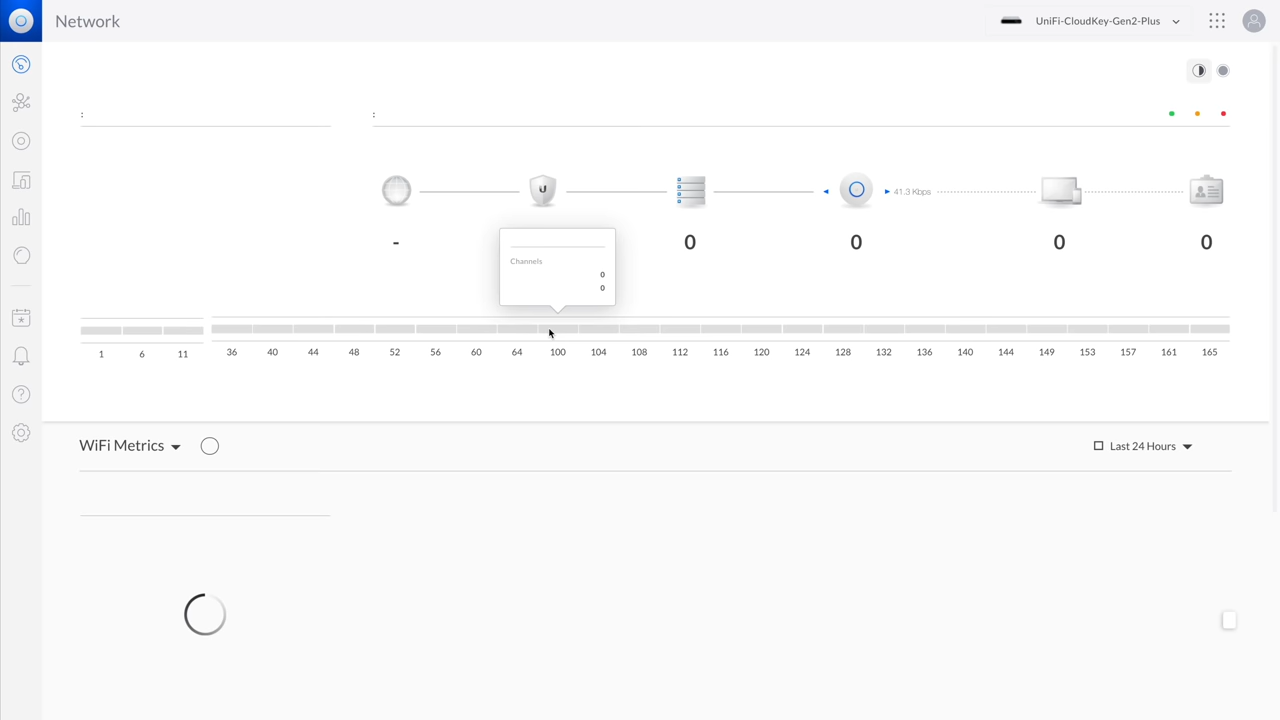 Network
UniFi-CloudKey-Gen2-Plus
:
:
41.3 Kbps
- 0 0 0 0
Channels
0
0
1 6 11 36 40 44 48 52 56 60 64 100 104 108 112 116 120 124 128 132 136 140 144 149 153 157 161 165
WiFi Metrics
Last 24 Hours